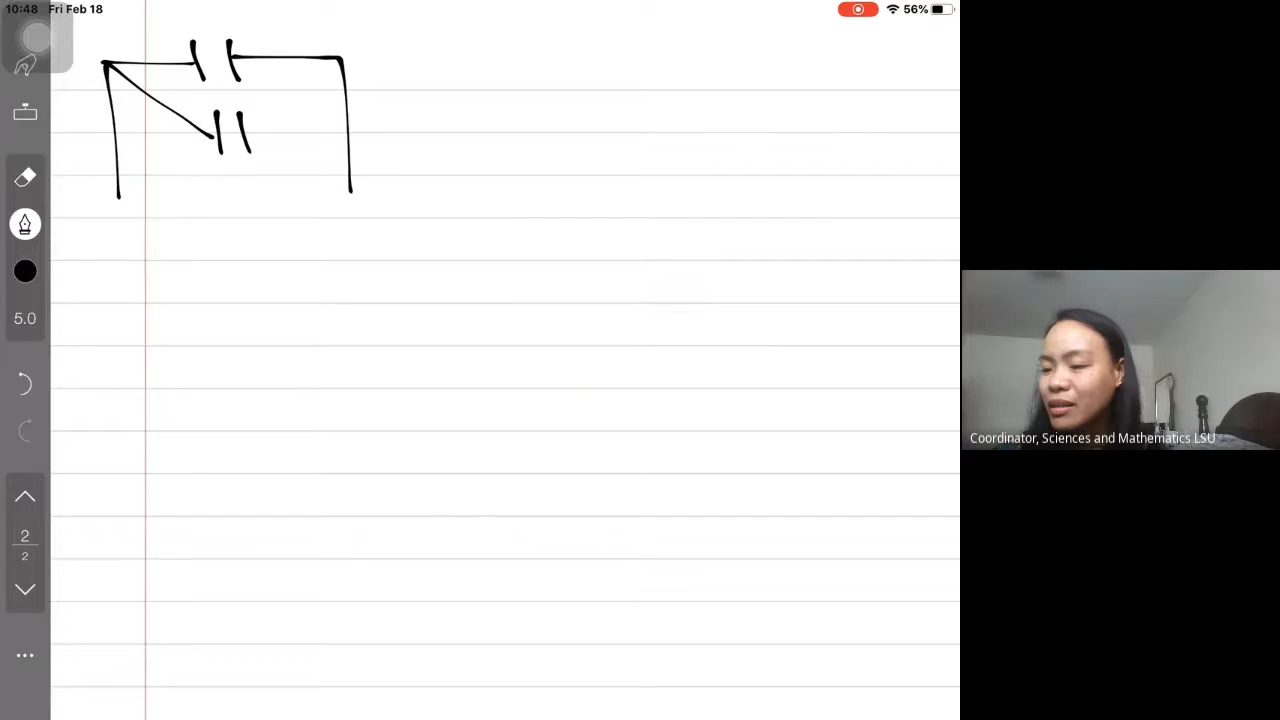 10:48 Fri Feb 18
56%
5.0
2
2
Coordinator, Sciences and Mathematics LSU